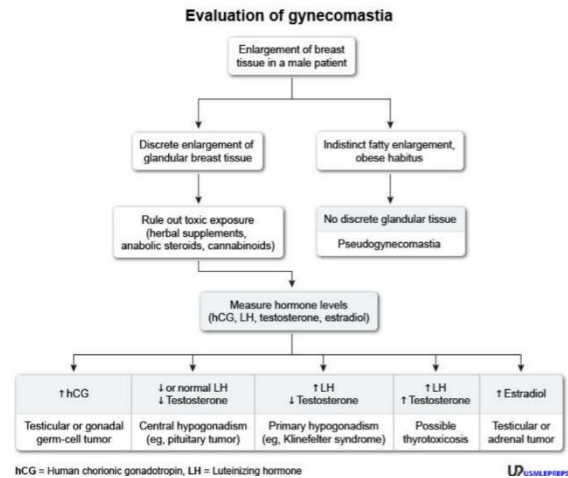 Evaluation of gynecomastia
Enlargement of breast
tissue in a male patient
Discrete enlargement of
glandular breast tissue
Indistinct fatty enlargement,
obese habitus
Rule out toxic exposure
(herbal supplements,
anabolic steroids, cannabinoids)
No discrete glandular tissue
Pseudogynecomastia
Measure hormone levels
(hCG, LH, testosterone, estradiol)
↑ hCG
Testicular or gonadal
germ-cell tumor
↓ or normal LH
↓ Testosterone
Central hypogonadism
(eg, pituitary tumor)
↑ LH
↓ Testosterone
Primary hypogonadism
(eg, Klinefelter syndrome)
↑ LH
↑ Testosterone
Possible
thyrotoxicosis
↑ Estradiol
Testicular or
adrenal tumor
hCG = Human chorionic gonadotropin, LH = Luteinizing hormone
USMLEPREPS